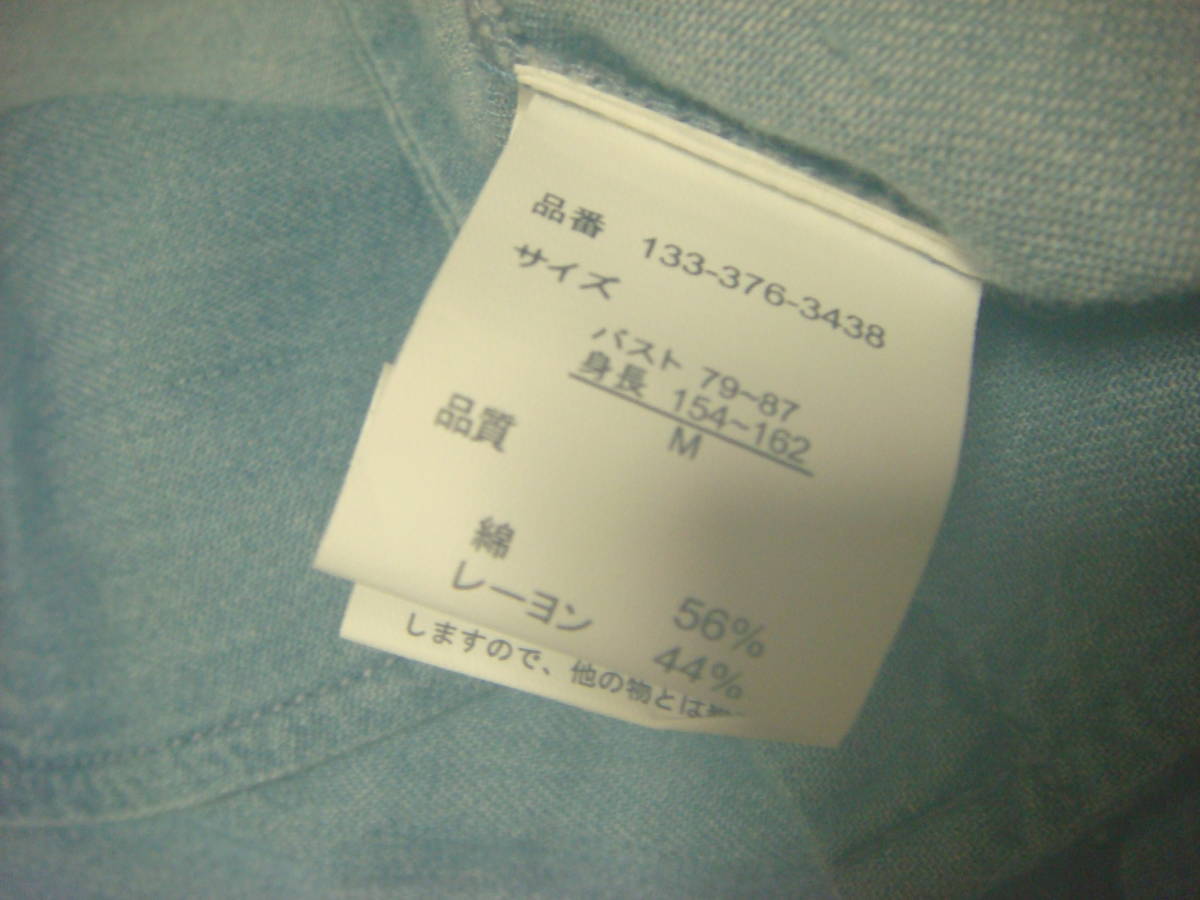 品番 133-376-3438
サイズ
バスト 79~87
身長 154~162
M
品質
綿 56%
レーヨン 44%
しますので、他の物とは